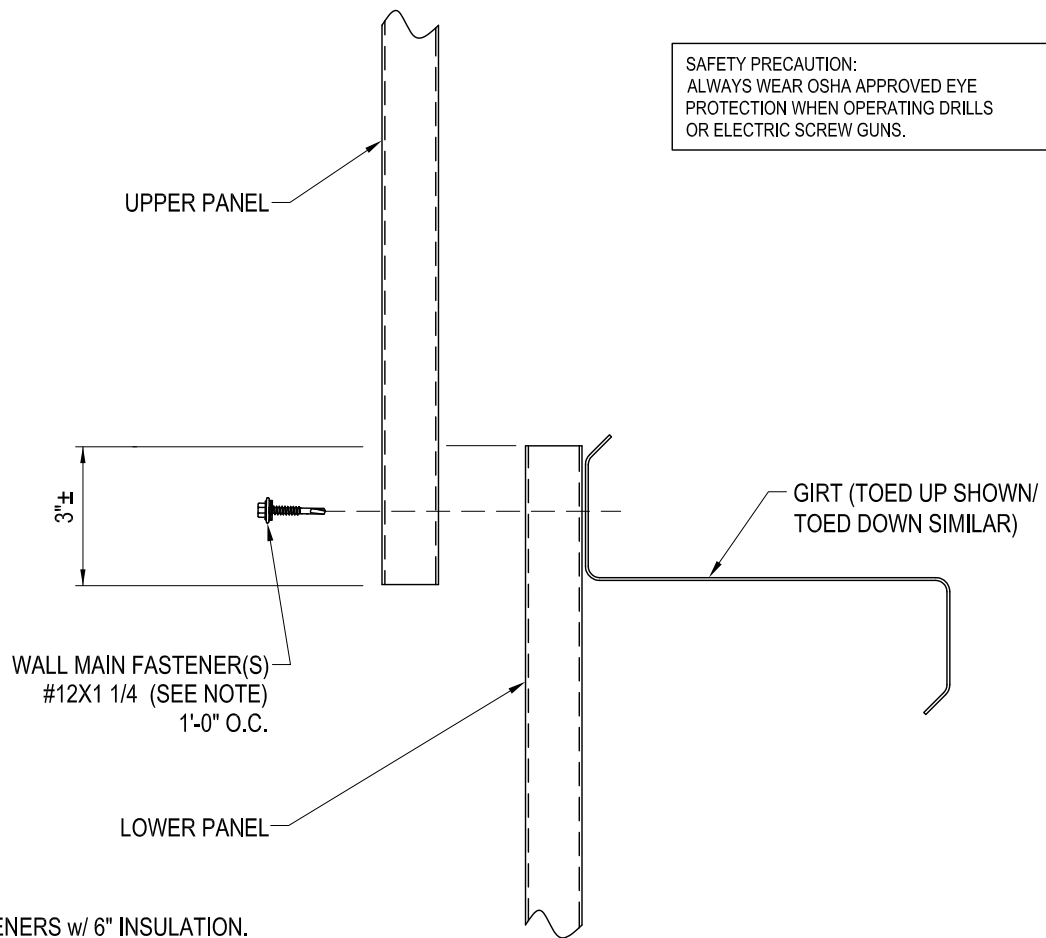 SAFETY PRECAUTION:
ALWAYS WEAR OSHA APPROVED EYE
PROTECTION WHEN OPERATING DRILLS
OR ELECTRIC SCREW GUNS.
UPPER PANEL
3"±
GIRT (TOED UP SHOWN/
TOED DOWN SIMILAR)
WALL MAIN FASTENER(S)
#12X1 1/4 (SEE NOTE)
1'-0" O.C.
LOWER PANEL
ENERS w/ 6" INSULATION.